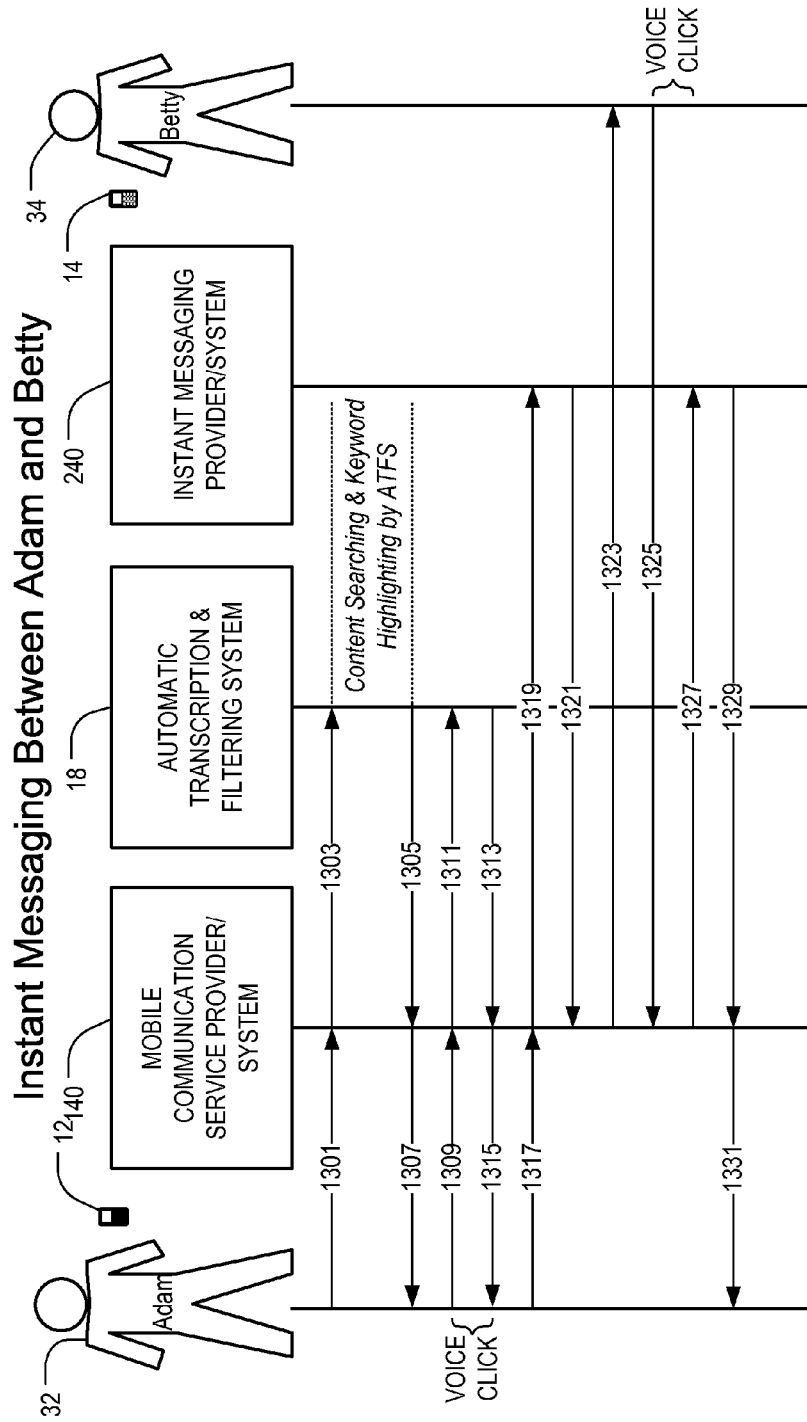 Instant Messaging Between Adam and Betty
32
Adam
12
140
MOBILE
COMMUNICATION
SERVICE PROVIDER/
SYSTEM
18
AUTOMATIC
TRANSCRIPTION &
FILTERING SYSTEM
240
INSTANT MESSAGING
PROVIDER/SYSTEM
14
34
Betty
1301
1303
Content Searching & Keyword
Highlighting by ATFS
1305
1307
VOICE
CLICK
1309
1311
1313
1315
1317
1319
1321
1323
1325
VOICE
CLICK
1327
1329
1331